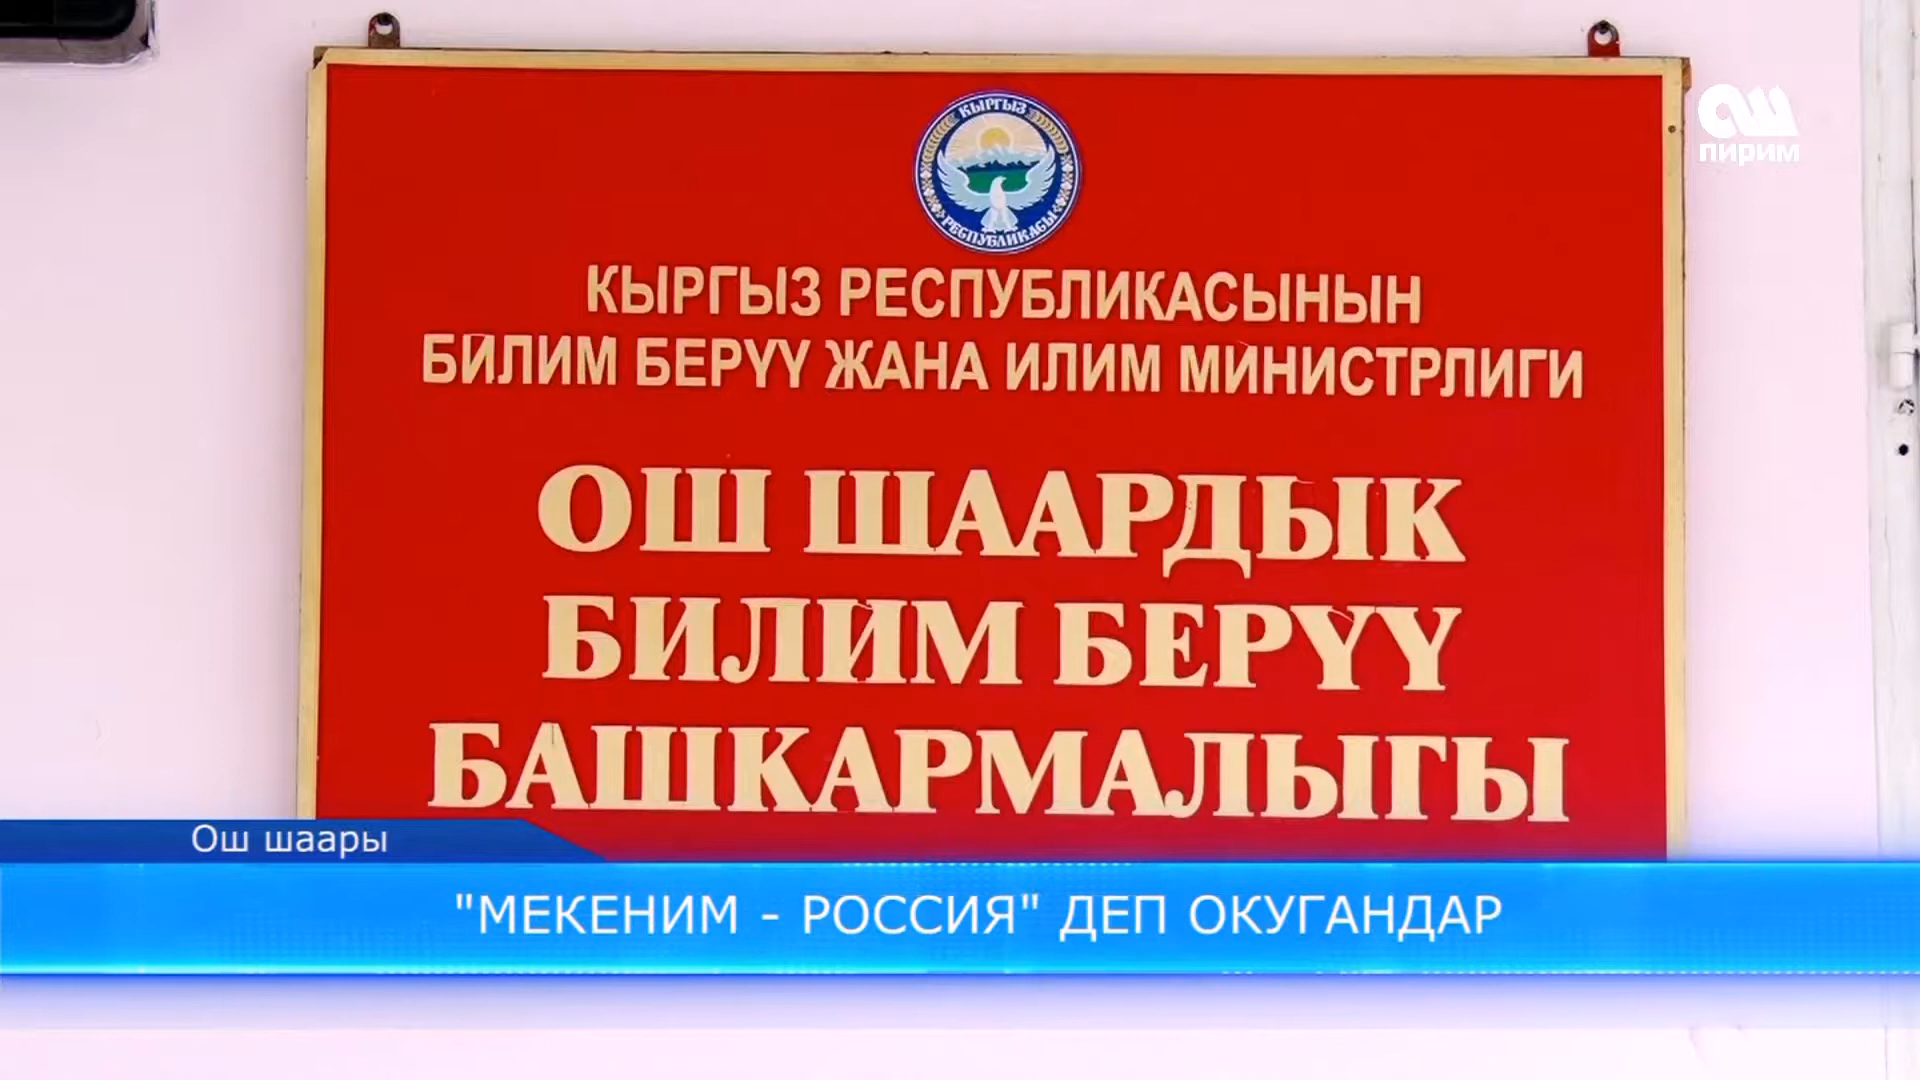 КЫРГЫЗ
РЕСПУБЛИКАСЫ
ОШ
ПИРИМ
КЫРГЫЗ РЕСПУБЛИКАСЫНЫН
БИЛИМ БЕРҮҮ ЖАНА ИЛИМ МИНИСТРЛИГИ
ОШ ШААРДЫК
БИЛИМ БЕРҮҮ
БАШКАРМАЛЫГЫ
Ош шаары
"МЕКЕНИМ - РОССИЯ" ДЕП ОКУГАНДАР